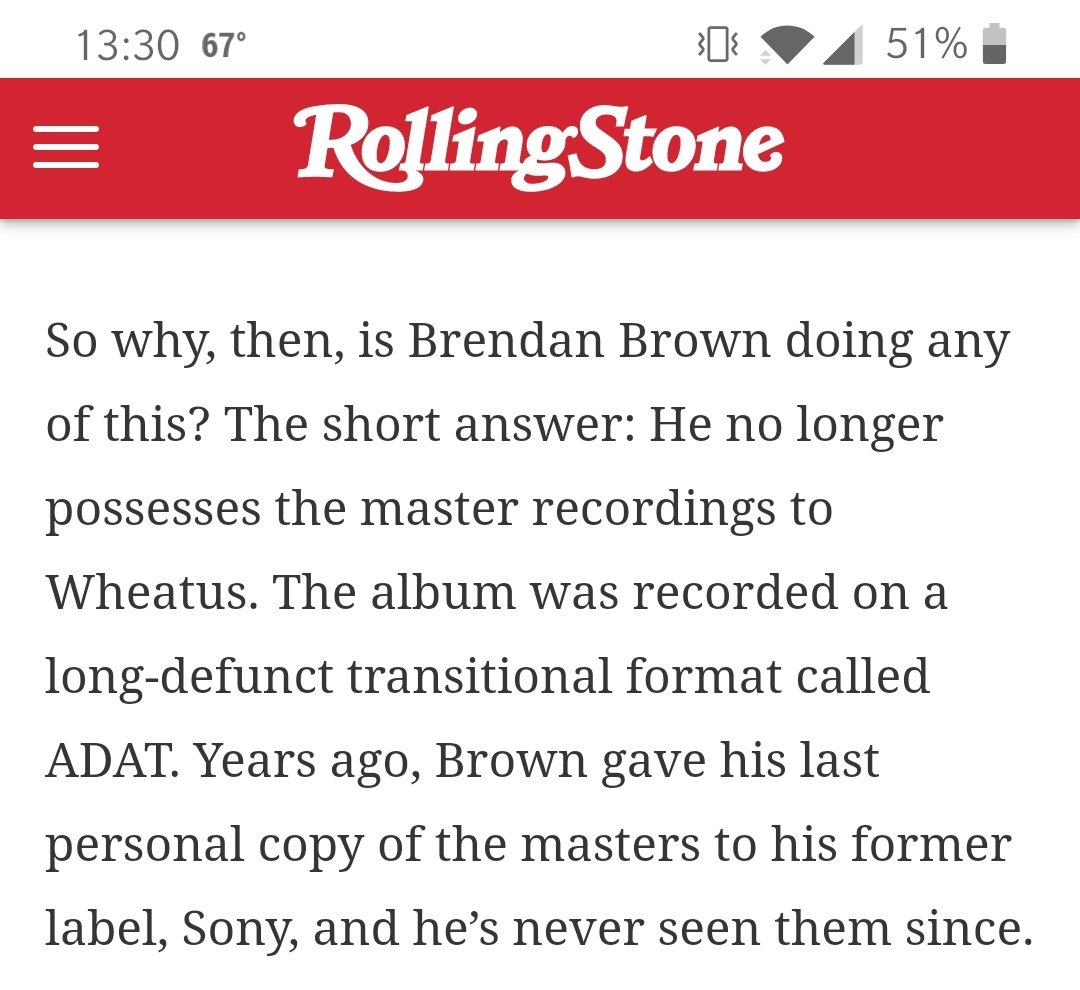 13:30 67° 51%
RollingStone
So why, then, is Brendan Brown doing any
of this? The short answer: He no longer
possesses the master recordings to
Wheatus. The album was recorded on a
long-defunct transitional format called
ADAT. Years ago, Brown gave his last
personal copy of the masters to his former
label, Sony, and he’s never seen them since.